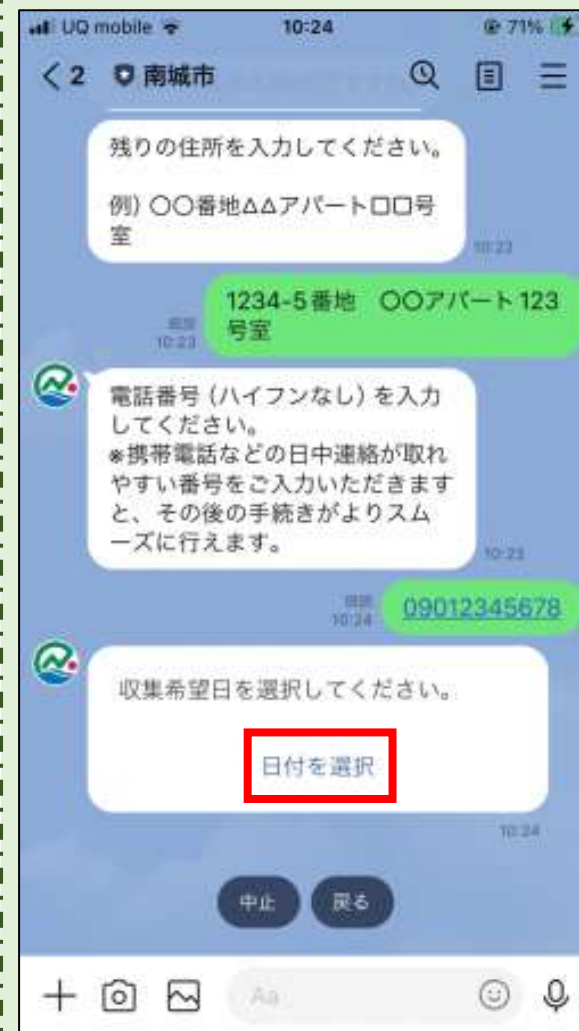 UQ mobile 10:24 71%
2 南城市
残りの住所を入力してください。
例) 〇〇番地△△アパート口口号
室
10:23
1234-5番地 〇〇アパート123
号室
既読
10:23
電話番号(ハイフンなし)を入力
してください。
※携帯電話などの日中連絡が取れ
やすい番号をご入力いただきます
と、その後の手続きがよりスム
ーズに行えます。
10:23
既読
10:24
09012345678
収集希望日を選択してください。
日付を選択
10:24
中止 戻る
Aa